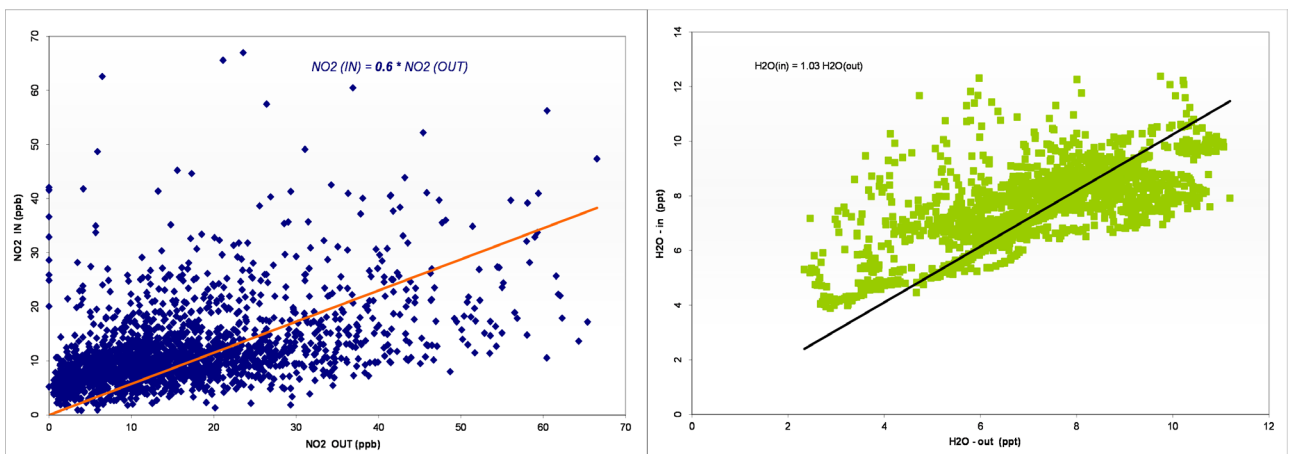 NO2 (IN) = 0.6 * NO2 (OUT)
NO2 IN (ppb)
70
60
50
40
30
20
10
0
0 10 20 30 40 50 60 70
NO2 OUT (ppb)
H2O(in) = 1.03 H2O(out)
H2O - in (ppt)
14
12
10
8
6
4
2
0
0 2 4 6 8 10 12
H2O - out (ppt)